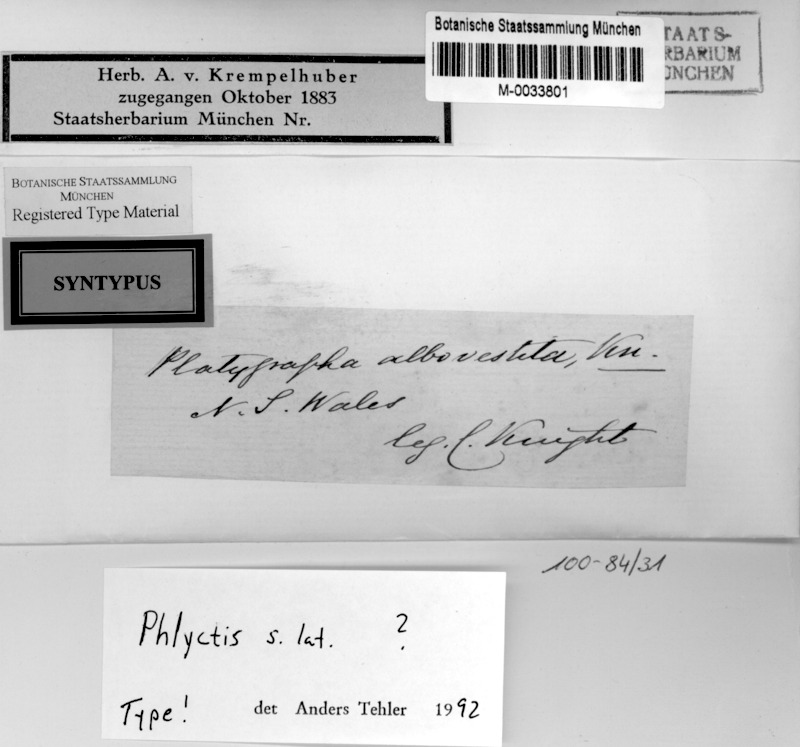 Botanische Staatssammlung München
M-0033801
STAATS-
HERBARIUM
MÜNCHEN
Herb. A. v. Krempelhuber
zugegangen Oktober 1883
Staatsherbarium München Nr.
BOTANISCHE STAATSSAMMLUNG
MÜNCHEN
Registered Type Material
SYNTYPUS
Platygrapha albovestita, Kn.
N. S. Wales
leg. C. Knight
100-84/31
Phlyctis s. lat. ?
Type! det Anders Tehler 1992